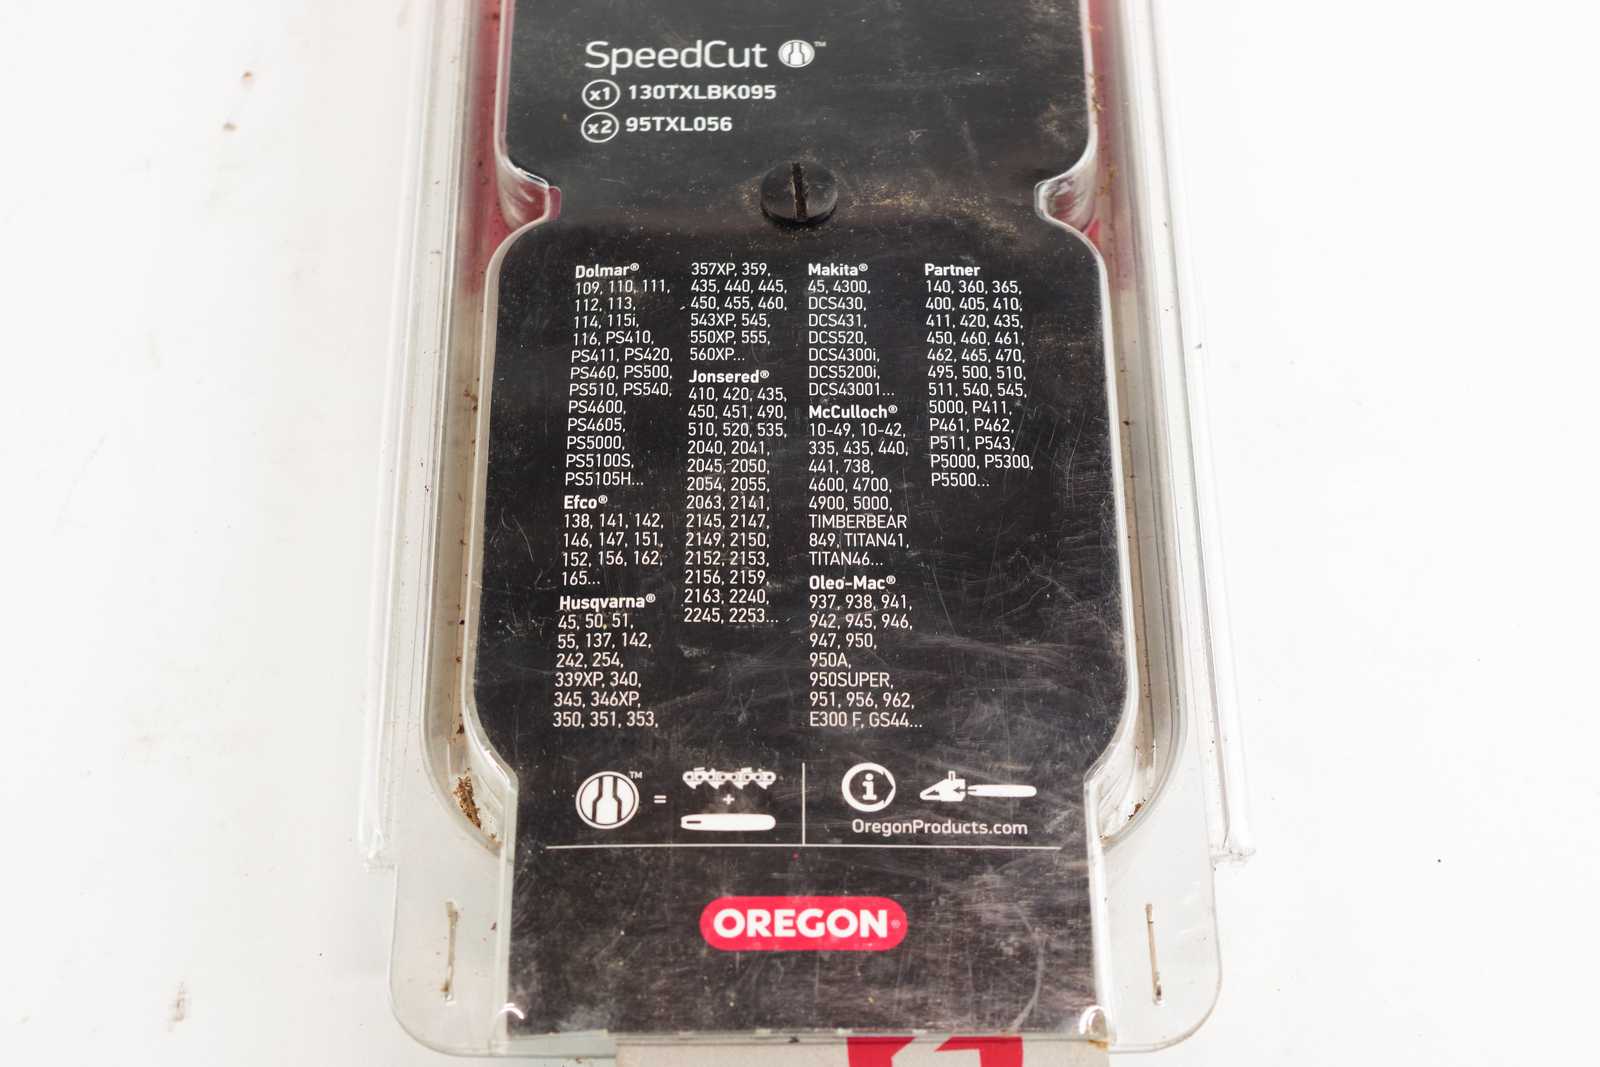 SpeedCut ™
x1 130TXLBK095
x2 95TXL056
Dolmar®
109, 110, 111,
112, 113,
114, 115i,
116, PS410,
PS411, PS420,
PS460, PS500,
PS510, PS540,
PS4600,
PS4605,
PS5000,
PS5100S,
PS5105H...
Efco®
138, 141, 142,
146, 147, 151,
152, 156, 162,
165...
Husqvarna®
45, 50, 51,
55, 137, 142,
242, 254,
339XP, 340,
345, 346XP,
350, 351, 353,
357XP, 359,
435, 440, 445,
450, 455, 460,
543XP, 545,
550XP, 555,
560XP...
Jonsered®
410, 420, 435,
450, 451, 490,
510, 520, 535,
2040, 2041,
2045, 2050,
2054, 2055,
2063, 2141,
2145, 2147,
2149, 2150,
2152, 2153,
2156, 2159,
2163, 2240,
2245, 2253...
Makita®
45, 4300,
DCS430,
DCS431,
DCS520,
DCS4300i,
DCS5200i,
DCS43001...
McCulloch®
10-49, 10-42,
335, 435, 440,
441, 738,
4600, 4700,
4900, 5000,
TIMBERBEAR
849, TITAN41,
TITAN46...
Oleo-Mac®
937, 938, 941,
942, 945, 946,
947, 950,
950A,
950SUPER,
951, 956, 962,
E300 F, GS44...
Partner
140, 360, 365,
400, 405, 410,
411, 420, 435,
450, 460, 461,
462, 465, 470,
495, 500, 510,
511, 540, 545,
5000, P411,
P461, P462,
P511, P543,
P5000, P5300,
P5500...
™ = +
i
OregonProducts.com
OREGON®